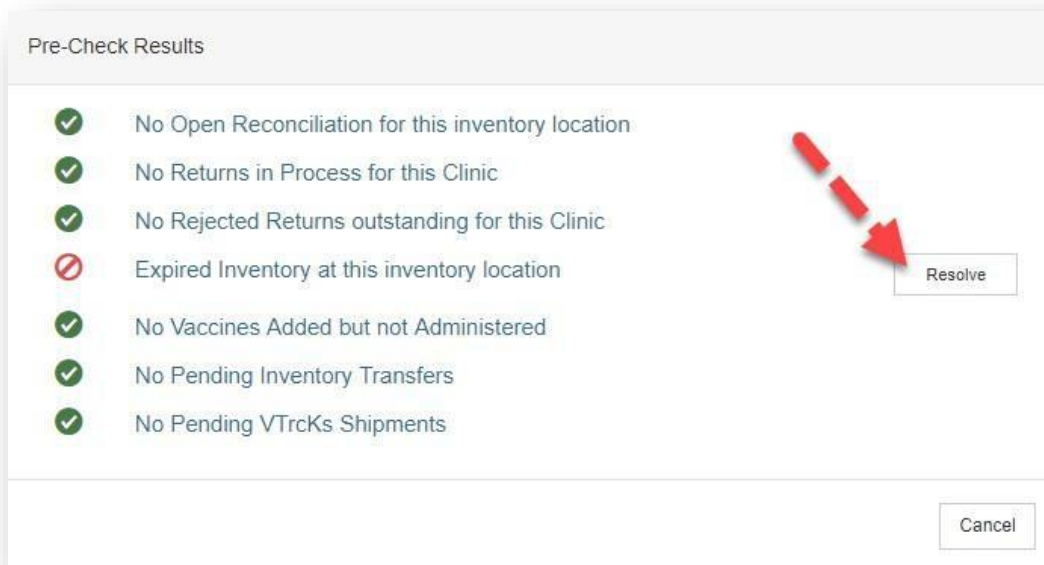 Pre-Check Results
No Open Reconciliation for this inventory location
No Returns in Process for this Clinic
No Rejected Returns outstanding for this Clinic
Expired Inventory at this inventory location
Resolve
No Vaccines Added but not Administered
No Pending Inventory Transfers
No Pending VTrcKs Shipments
Cancel